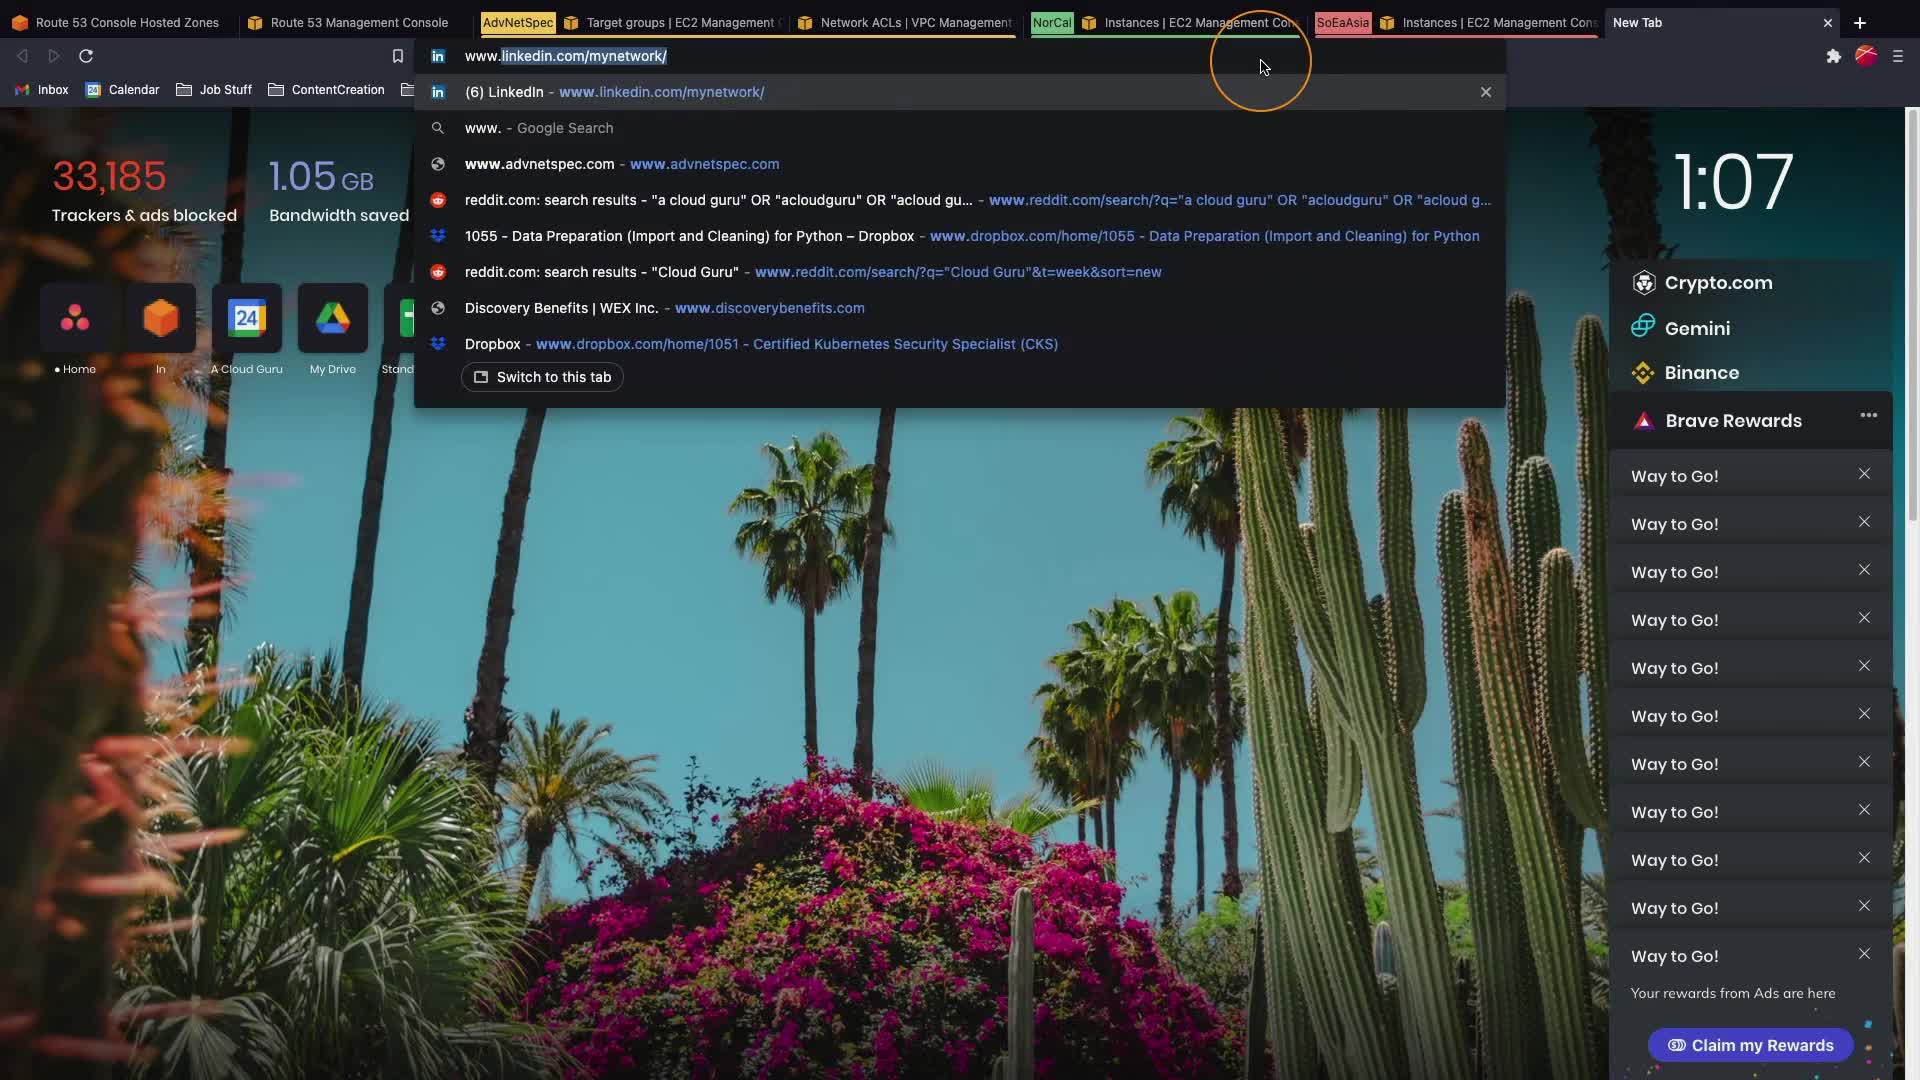 Route 53 Console Hosted Zones
Route 53 Management Console
AdvNetSpec
Target groups | EC2 Management
Network ACLs | VPC Management
NorCal
Instances | EC2 Management Con
SoEaAsia
Instances | EC2 Management Cons
New Tab
www.linkedin.com/mynetwork/
Inbox
Calendar
Job Stuff
ContentCreation
(6) LinkedIn - www.linkedin.com/mynetwork/
www. - Google Search
www.advnetspec.com - www.advnetspec.com
reddit.com: search results - "a cloud guru" OR "acloudguru" OR "acloud gu... - www.reddit.com/search/?q="a cloud guru" OR "acloudguru" OR "acloud g...
1055 - Data Preparation (Import and Cleaning) for Python – Dropbox - www.dropbox.com/home/1055 - Data Preparation (Import and Cleaning) for Python
reddit.com: search results - "Cloud Guru" - www.reddit.com/search/?q="Cloud Guru"&t=week&sort=new
Discovery Benefits | WEX Inc. - www.discoverybenefits.com
Dropbox - www.dropbox.com/home/1051 - Certified Kubernetes Security Specialist (CKS)
Switch to this tab
33,185
Trackers & ads blocked
1.05 GB
Bandwidth saved
1:07
24
Home
In
A Cloud Guru
My Drive
Stand
Crypto.com
Gemini
Binance
Brave Rewards
Way to Go!
Way to Go!
Way to Go!
Way to Go!
Way to Go!
Way to Go!
Way to Go!
Way to Go!
Way to Go!
Way to Go!
Way to Go!
Your rewards from Ads are here
Claim my Rewards